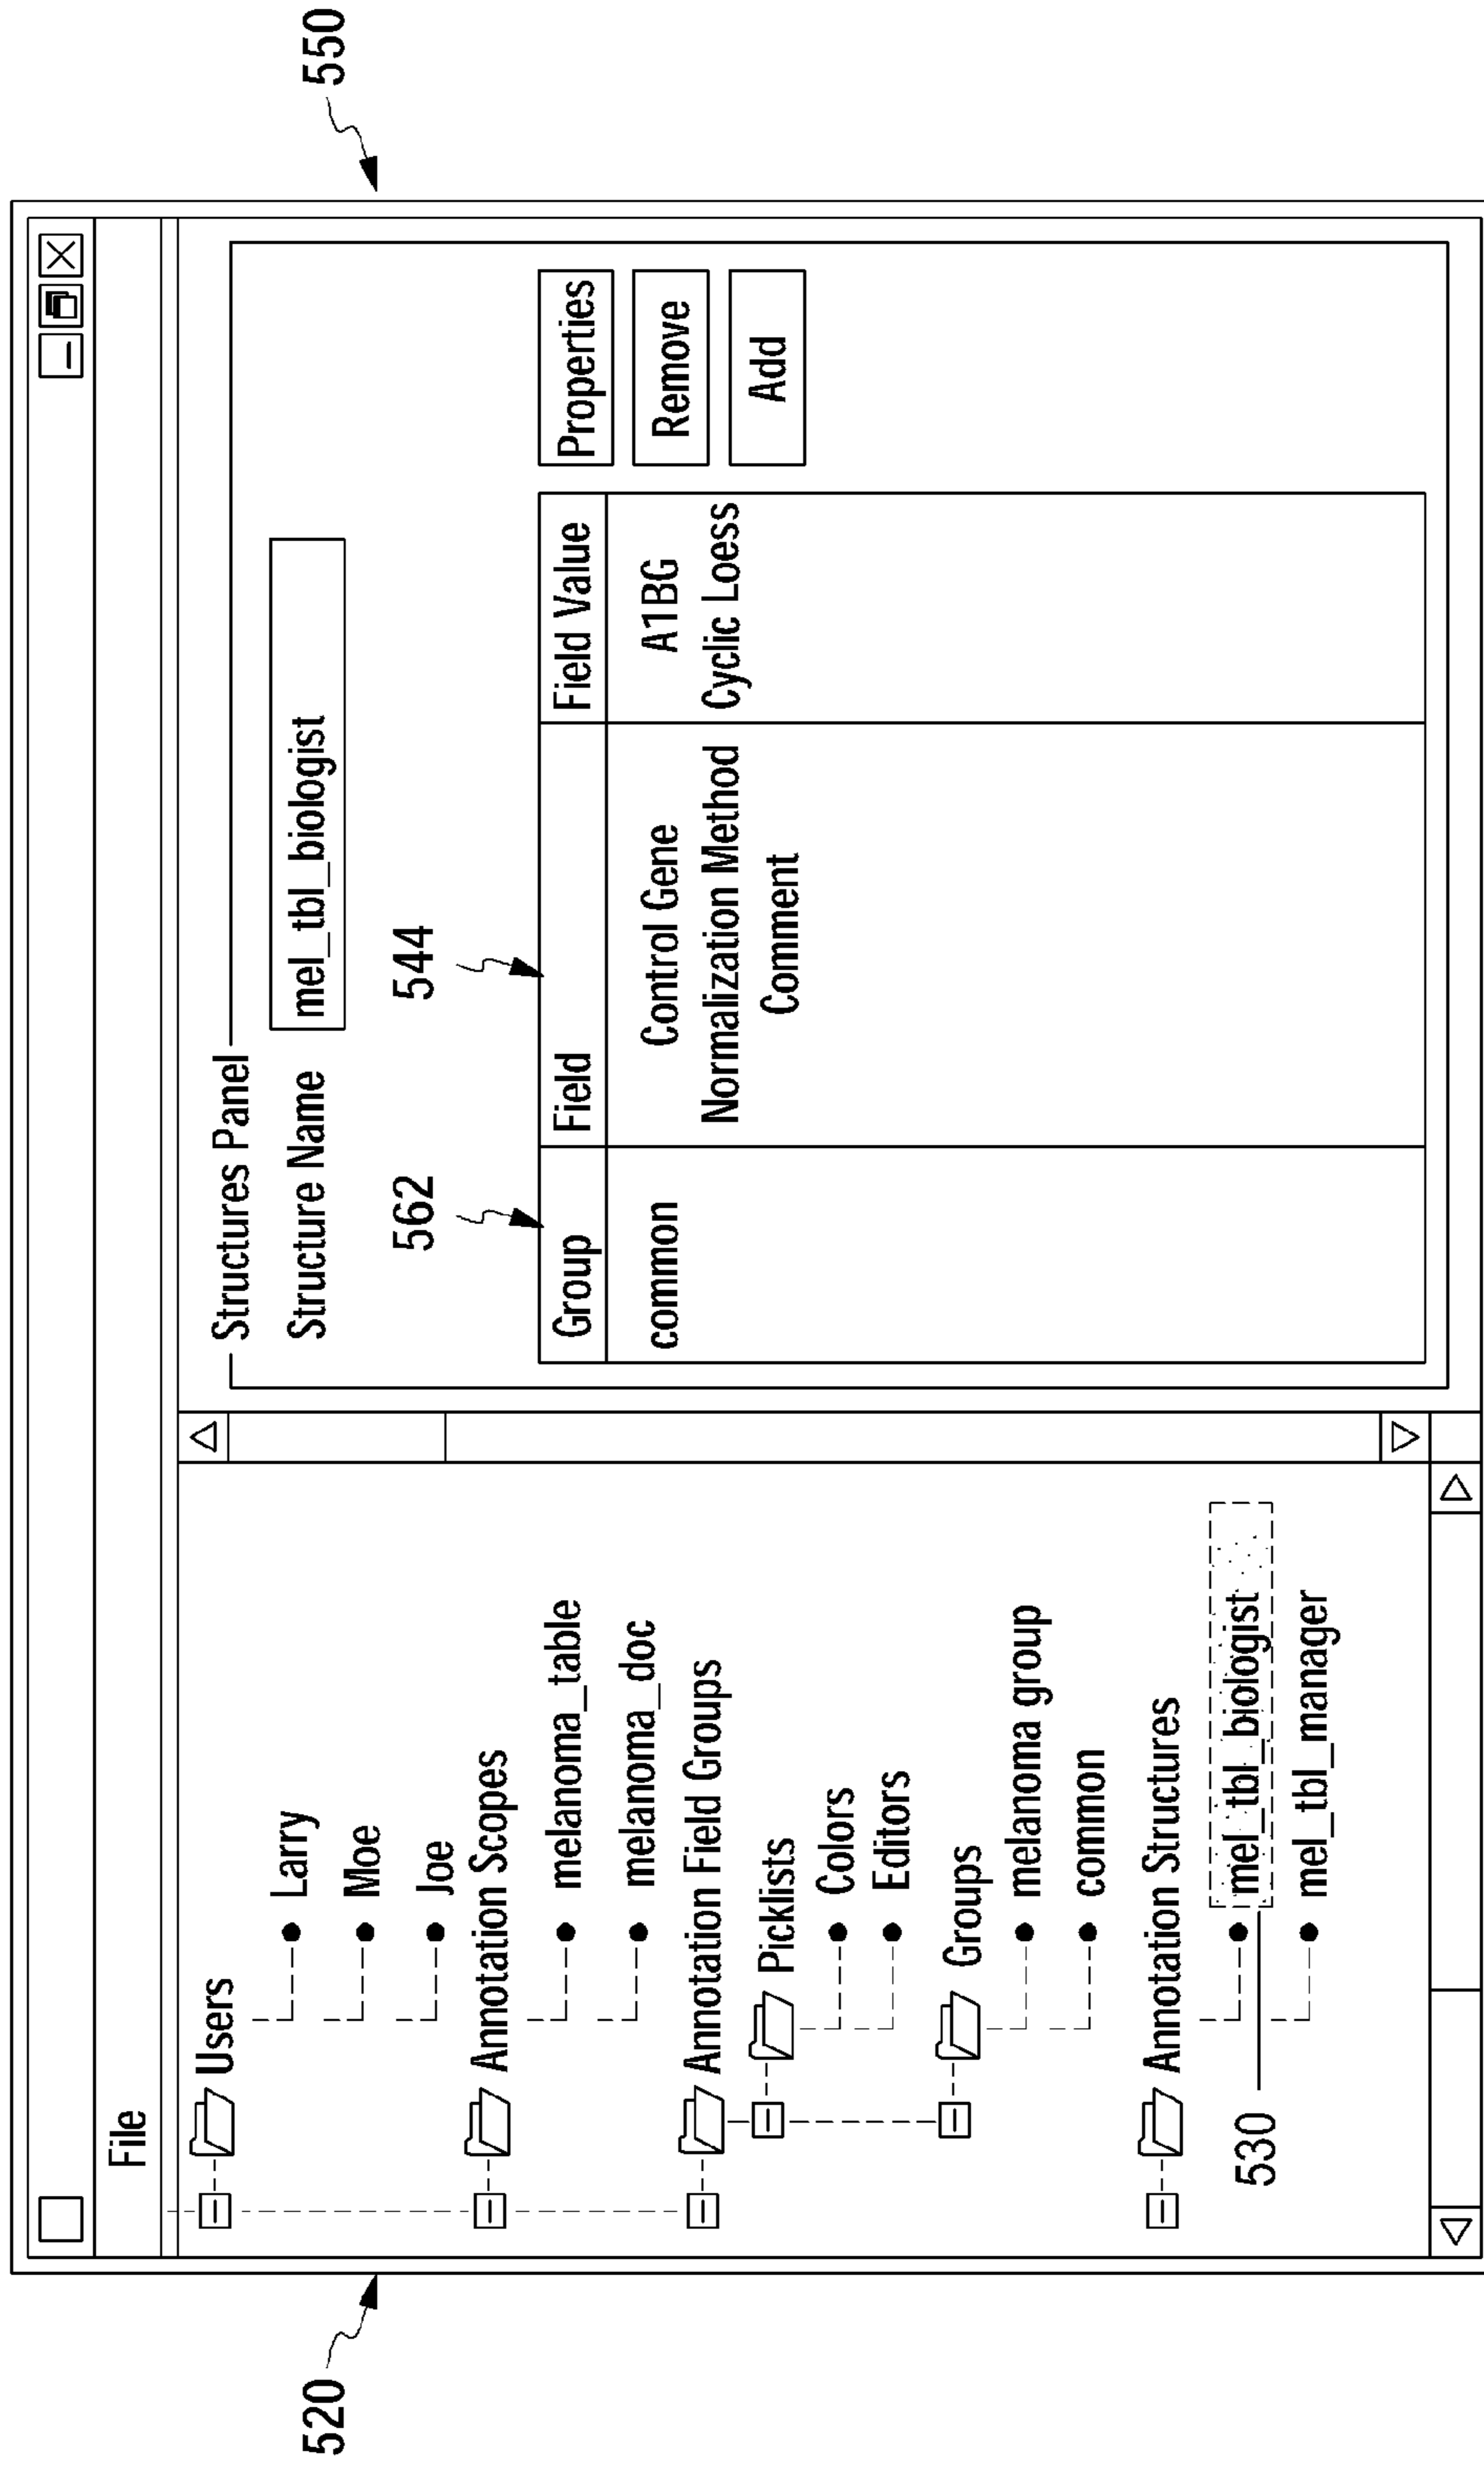 File
Users
Larry
Moe
Joe
Annotation Scopes
melanoma_table
melanoma_doc
Annotation Field Groups
Picklists
Colors
Editors
Groups
melanoma group
common
Annotation Structures
mel_tbl_biologist
mel_tbl_manager
530
520
550
Structures Panel
Structure Name mel_tbl_biologist
562 544
Group Field Field Value
common Control Gene A1BG
Normalization Method Cyclic Loess
Comment
Properties
Remove
Add